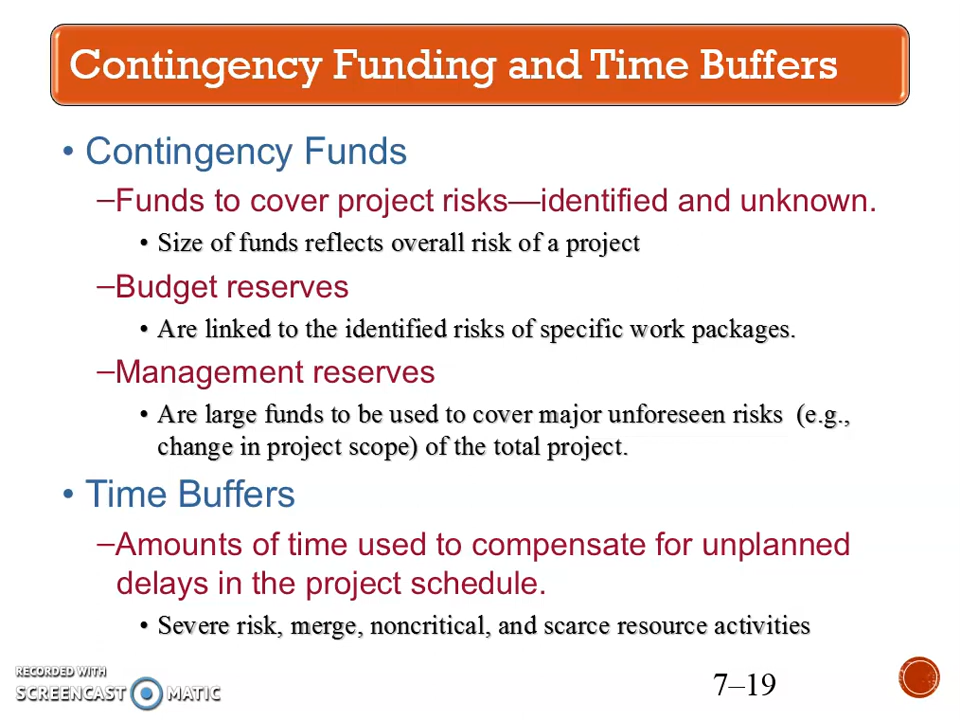 Contingency Funding and Time Buffers
• Contingency Funds
–Funds to cover project risks—identified and unknown.
• Size of funds reflects overall risk of a project
–Budget reserves
• Are linked to the identified risks of specific work packages.
–Management reserves
• Are large funds to be used to cover major unforeseen risks (e.g.,
change in project scope) of the total project.
• Time Buffers
–Amounts of time used to compensate for unplanned
delays in the project schedule.
• Severe risk, merge, noncritical, and scarce resource activities
RECORDED WITH
SCREENCAST MATIC
7–19